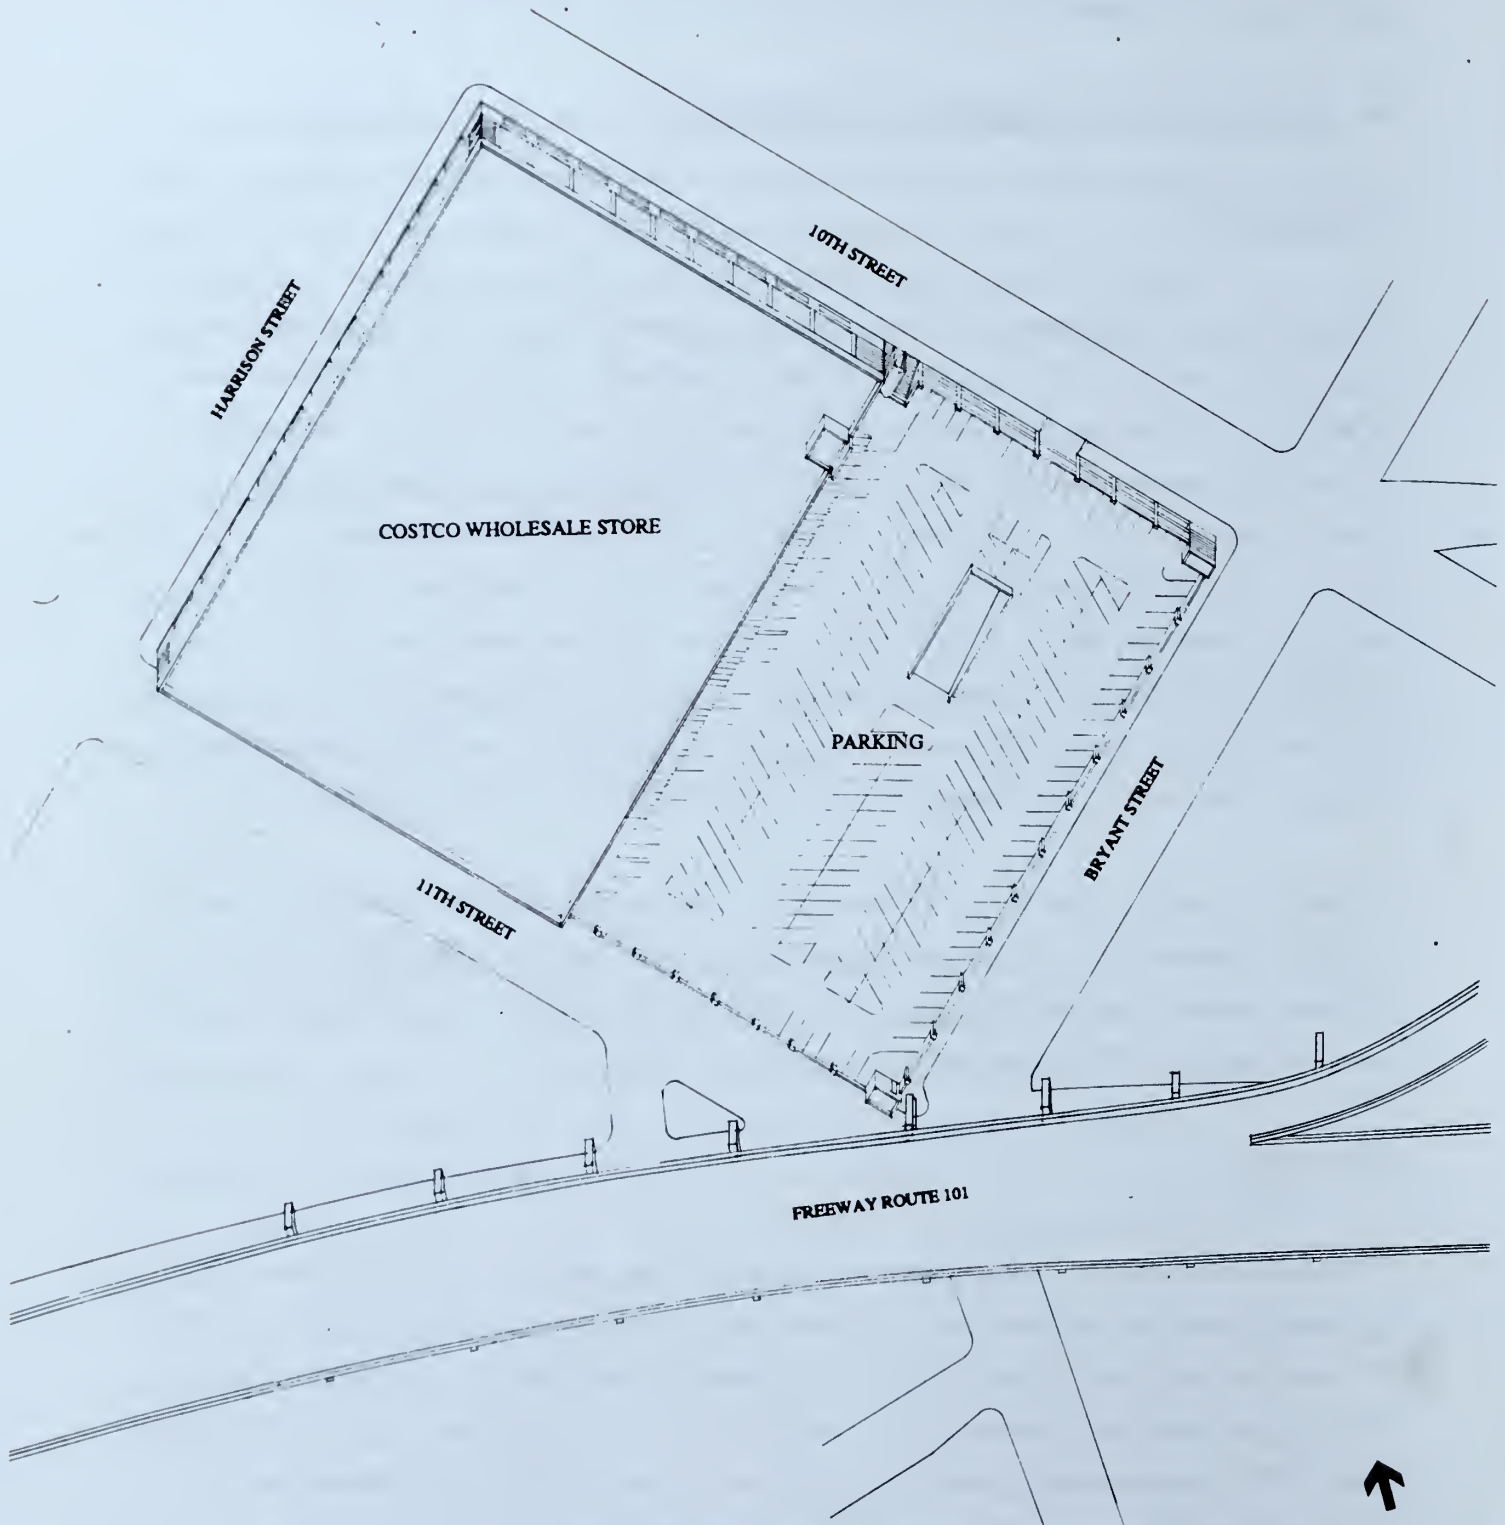 10TH STREET
HARRISON STREET
COSTCO WHOLESALE STORE
PARKING
BRYANT STREET
11TH STREET
FREEWAY ROUTE 101